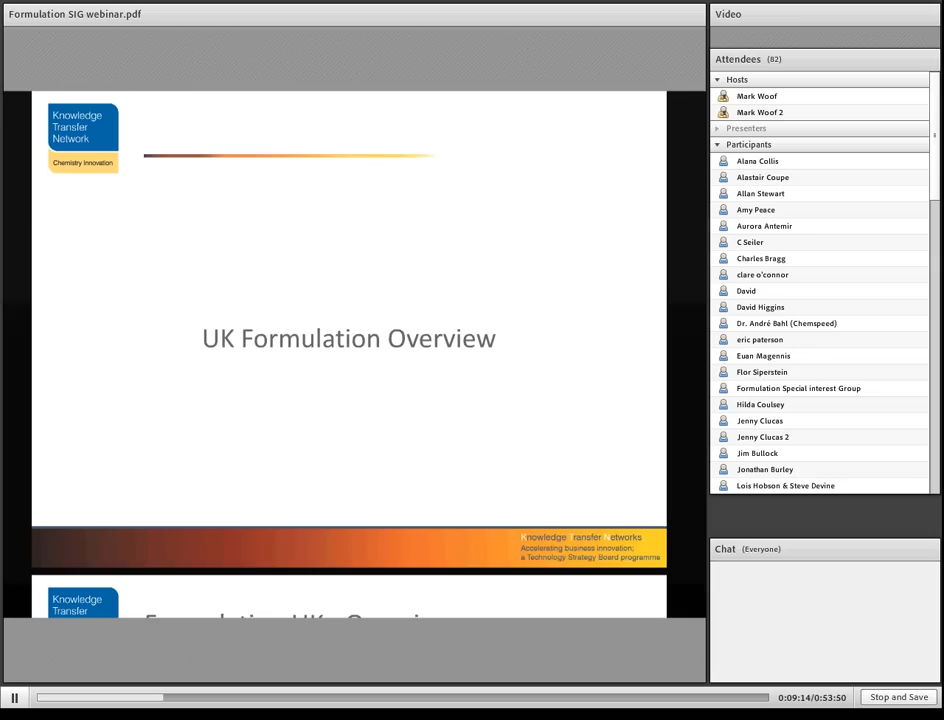 Formulation SIG webinar.pdf
Knowledge
Transfer
Network
Chemistry Innovation
UK Formulation Overview
Knowledge Transfer Networks
Accelerating business innovation;
a Technology Strategy Board programme
Knowledge
Transfer
Video
Attendees (82)
Hosts
Mark Woof
Mark Woof 2
Presenters
Participants
Alana Collis
Alastair Coupe
Allan Stewart
Amy Peace
Aurora Antemir
C Seiler
Charles Bragg
clare o'connor
David
David Higgins
Dr. André Bahl (Chemspeed)
eric paterson
Euan Magennis
Flor Siperstein
Formulation Special interest Group
Hilda Coulsey
Jenny Clucas
Jenny Clucas 2
Jim Bullock
Jonathan Burley
Lois Hobson & Steve Devine
Chat (Everyone)
0:09:14/0:53:50
Stop and Save